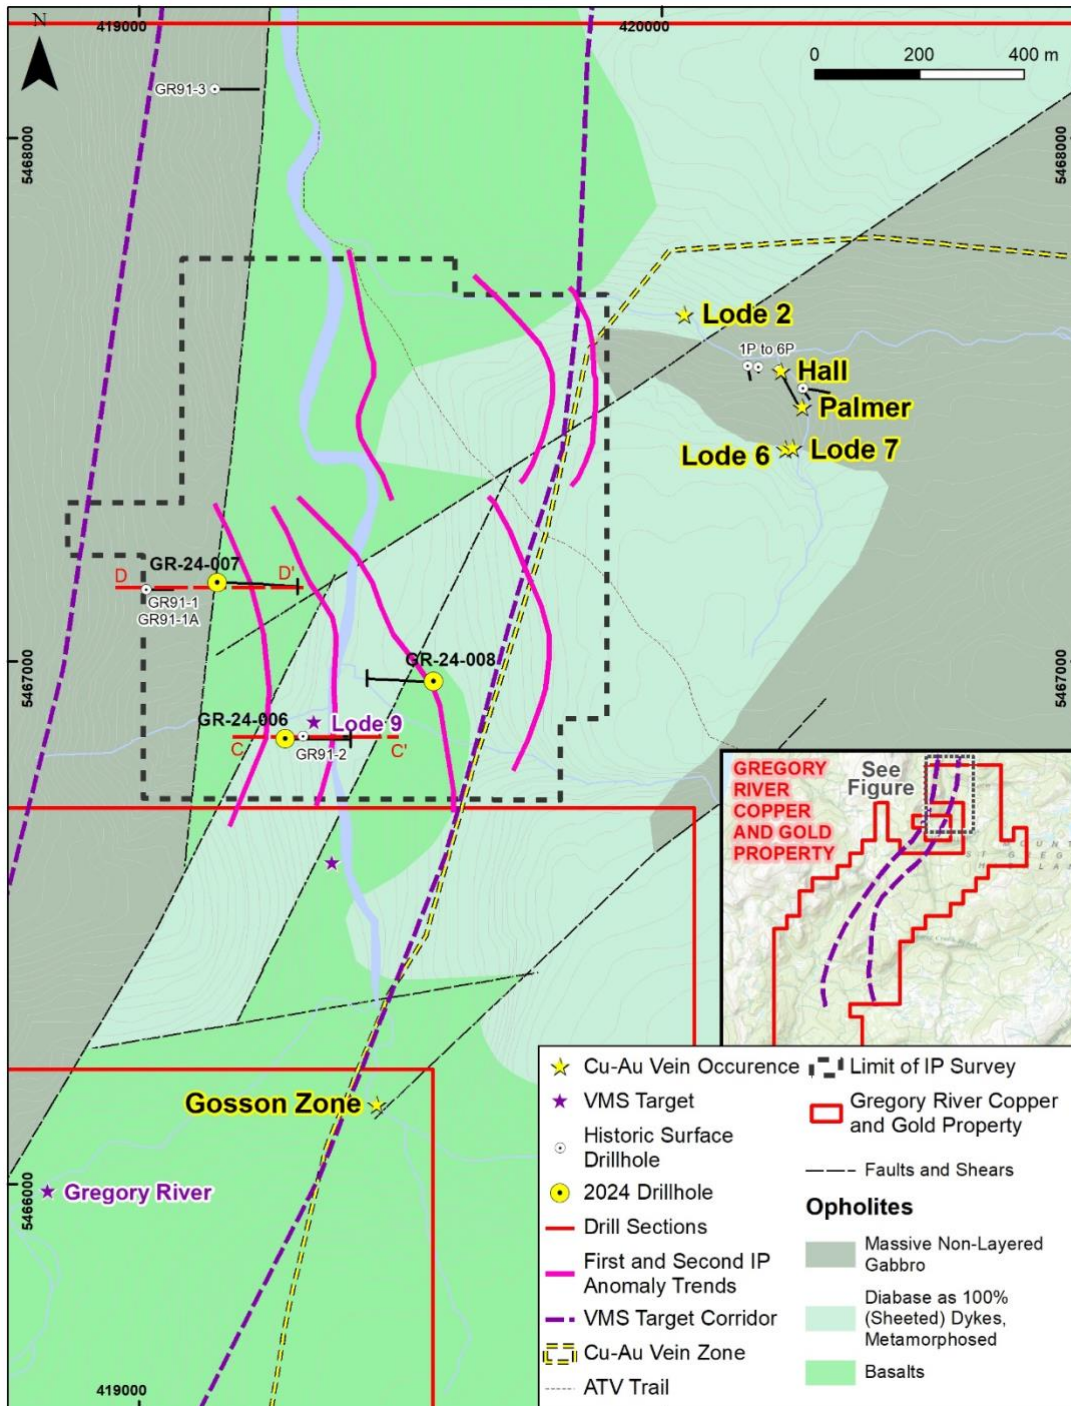 N
419000
420000
0 200 400 m
GR91-3
5468000
5468000
Lode 2
1P to 6P
Hall
Palmer
Lode 6
Lode 7
GR-24-007
D
D'
GR91-1
GR91-1A
GR-24-008
5467000
5467000
GR-24-006
Lode 9
C
C'
GR91-2
GREGORY
RIVER
COPPER
AND GOLD
PROPERTY
See
Figure
Gosson Zone
Gregory River
5466000
419000
Cu-Au Vein Occurence
VMS Target
Historic Surface
Drillhole
2024 Drillhole
Drill Sections
First and Second IP
Anomaly Trends
VMS Target Corridor
Cu-Au Vein Zone
ATV Trail
Limit of IP Survey
Gregory River Copper
and Gold Property
Faults and Shears
Opholites
Massive Non-Layered
Gabbro
Diabase as 100%
(Sheeted) Dykes,
Metamorphosed
Basalts